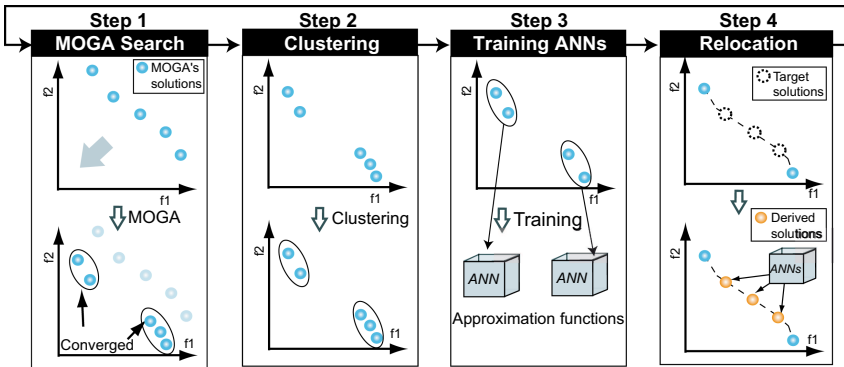 Step 1
MOGA Search
MOGA's
solutions
f2
f1
MOGA
f2
Converged
f1
Step 2
Clustering
f2
f1
Clustering
f2
f1
Step 3
Training ANNs
f2
f1
Training
ANN
ANN
Approximation functions
Step 4
Relocation
Target
solutions
f2
f1
Derived
solutions
f2
ANNs
f1